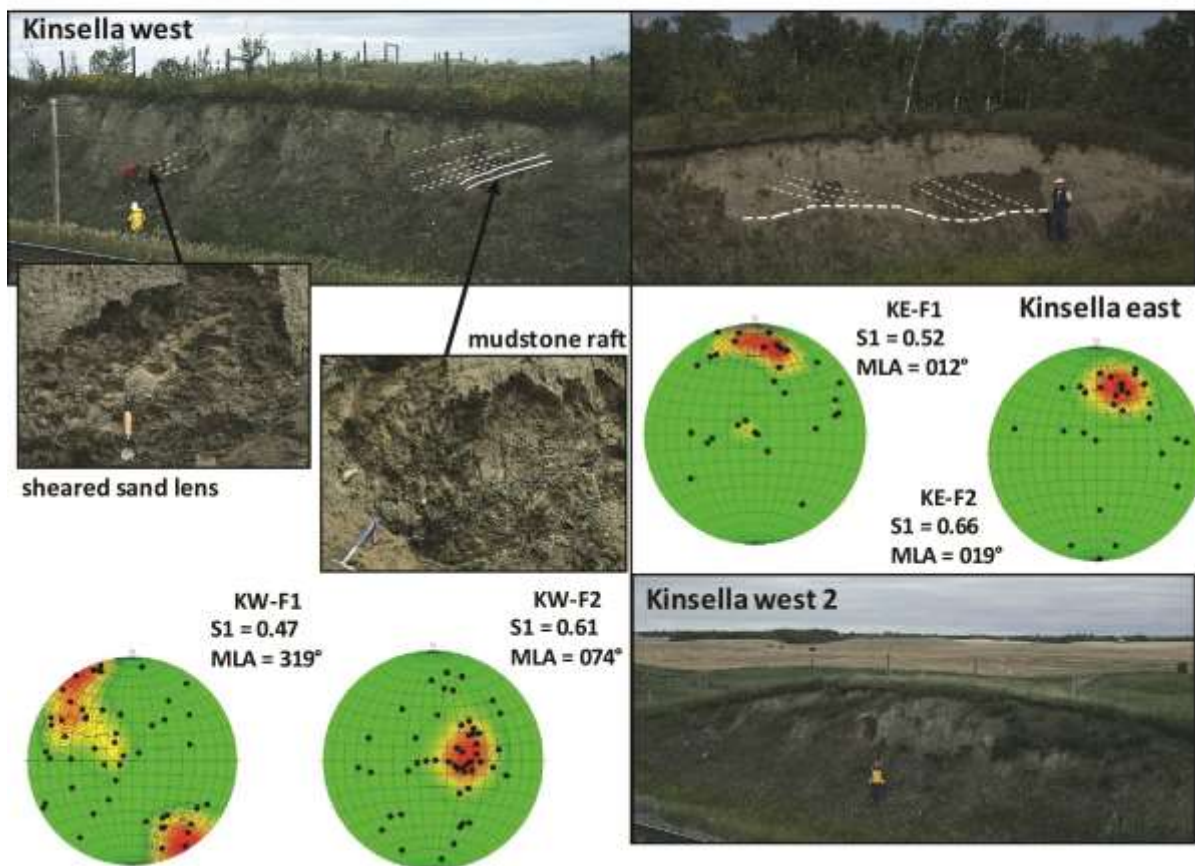 Kinsella west
mudstone raft
sheared sand lens
KE-F1
S1 = 0.52
MLA = 012°
Kinsella east
KE-F2
S1 = 0.66
MLA = 019°
KW-F1
S1 = 0.47
MLA = 319°
KW-F2
S1 = 0.61
MLA = 074°
Kinsella west 2